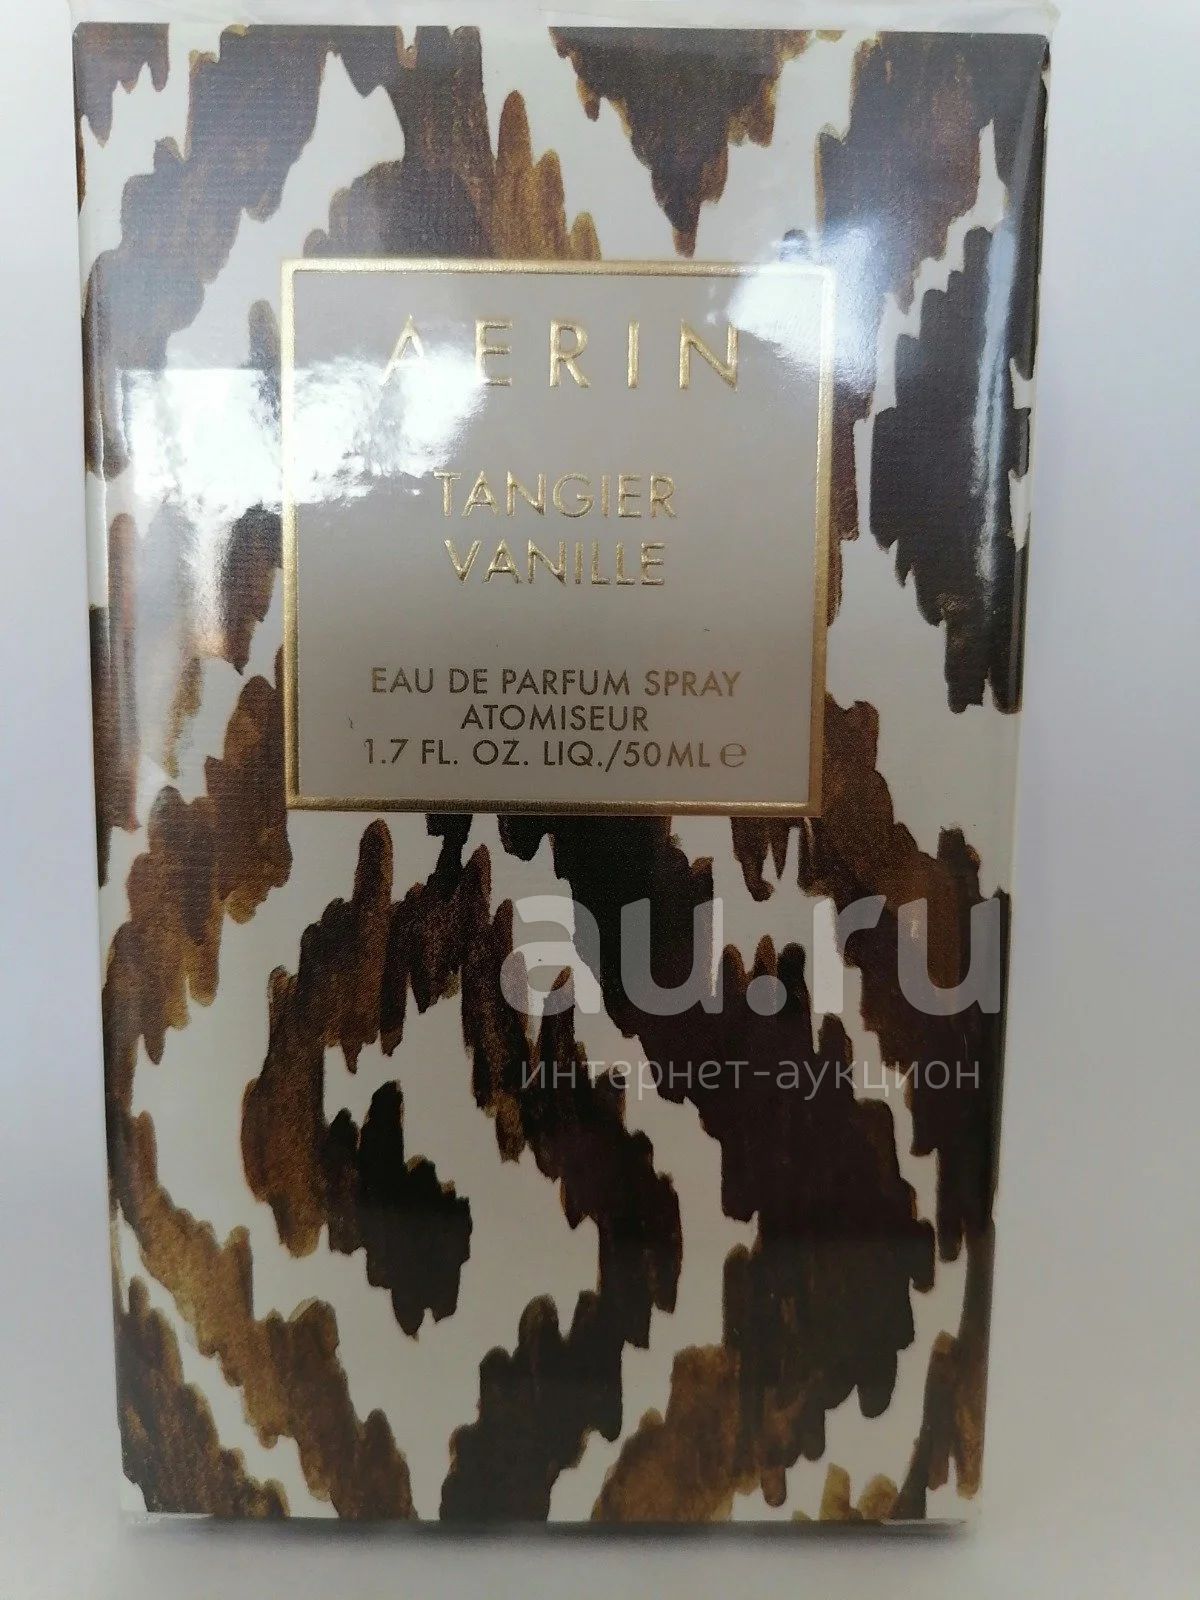 AERIN
TANGIER
VANILLE
EAU DE PARFUM SPRAY
ATOMISEUR
1.7 FL. OZ. LIQ./50ML ℮
au.ru
интернет-аукцион